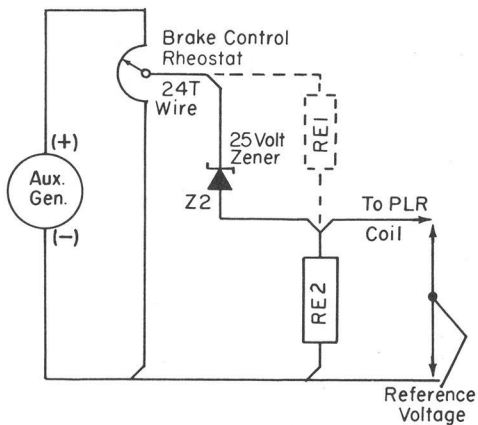 Brake Control
Rheostat
24T
Wire
RE1
(+)
25 Volt
Zener
Aux.
Gen.
Z2
To PLR
(-)
Coil
RE2
Reference
Voltage